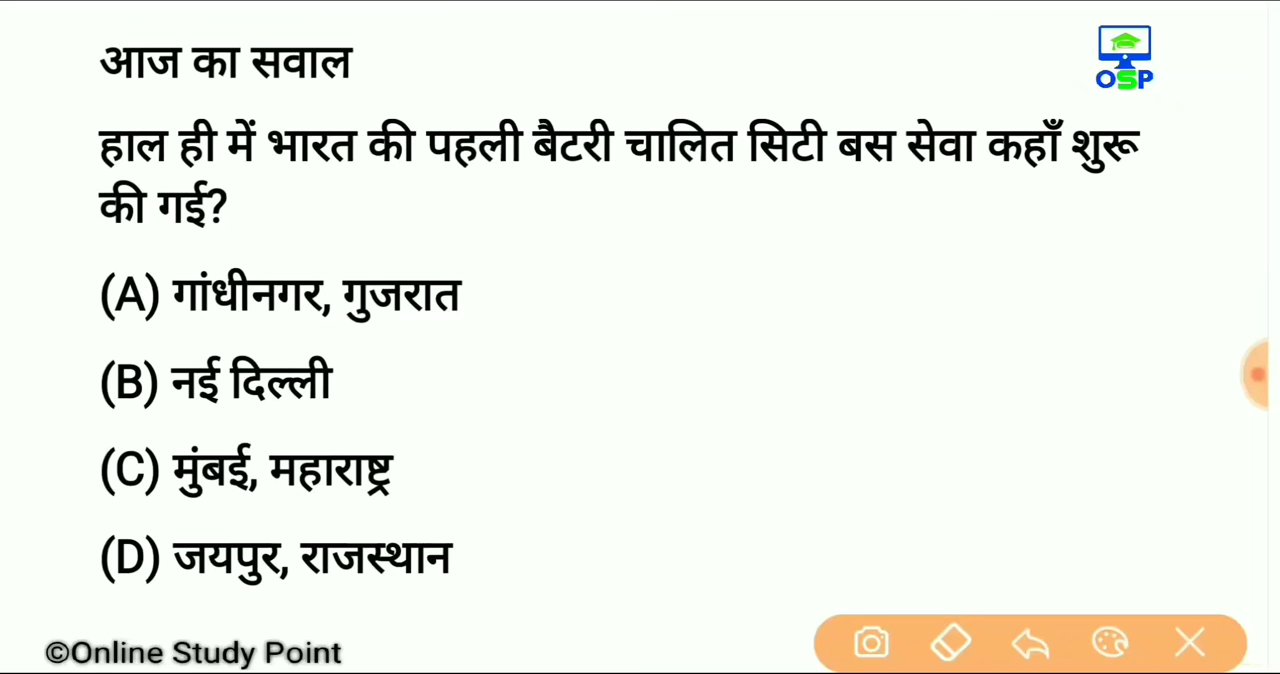 आज का सवाल
OSP
हाल ही में भारत की पहली बैटरी चालित सिटी बस सेवा कहाँ शुरू
की गई?
(A) गांधीनगर, गुजरात
(B) नई दिल्ली
(C) मुंबई, महाराष्ट्र
(D) जयपुर, राजस्थान
©Online Study Point